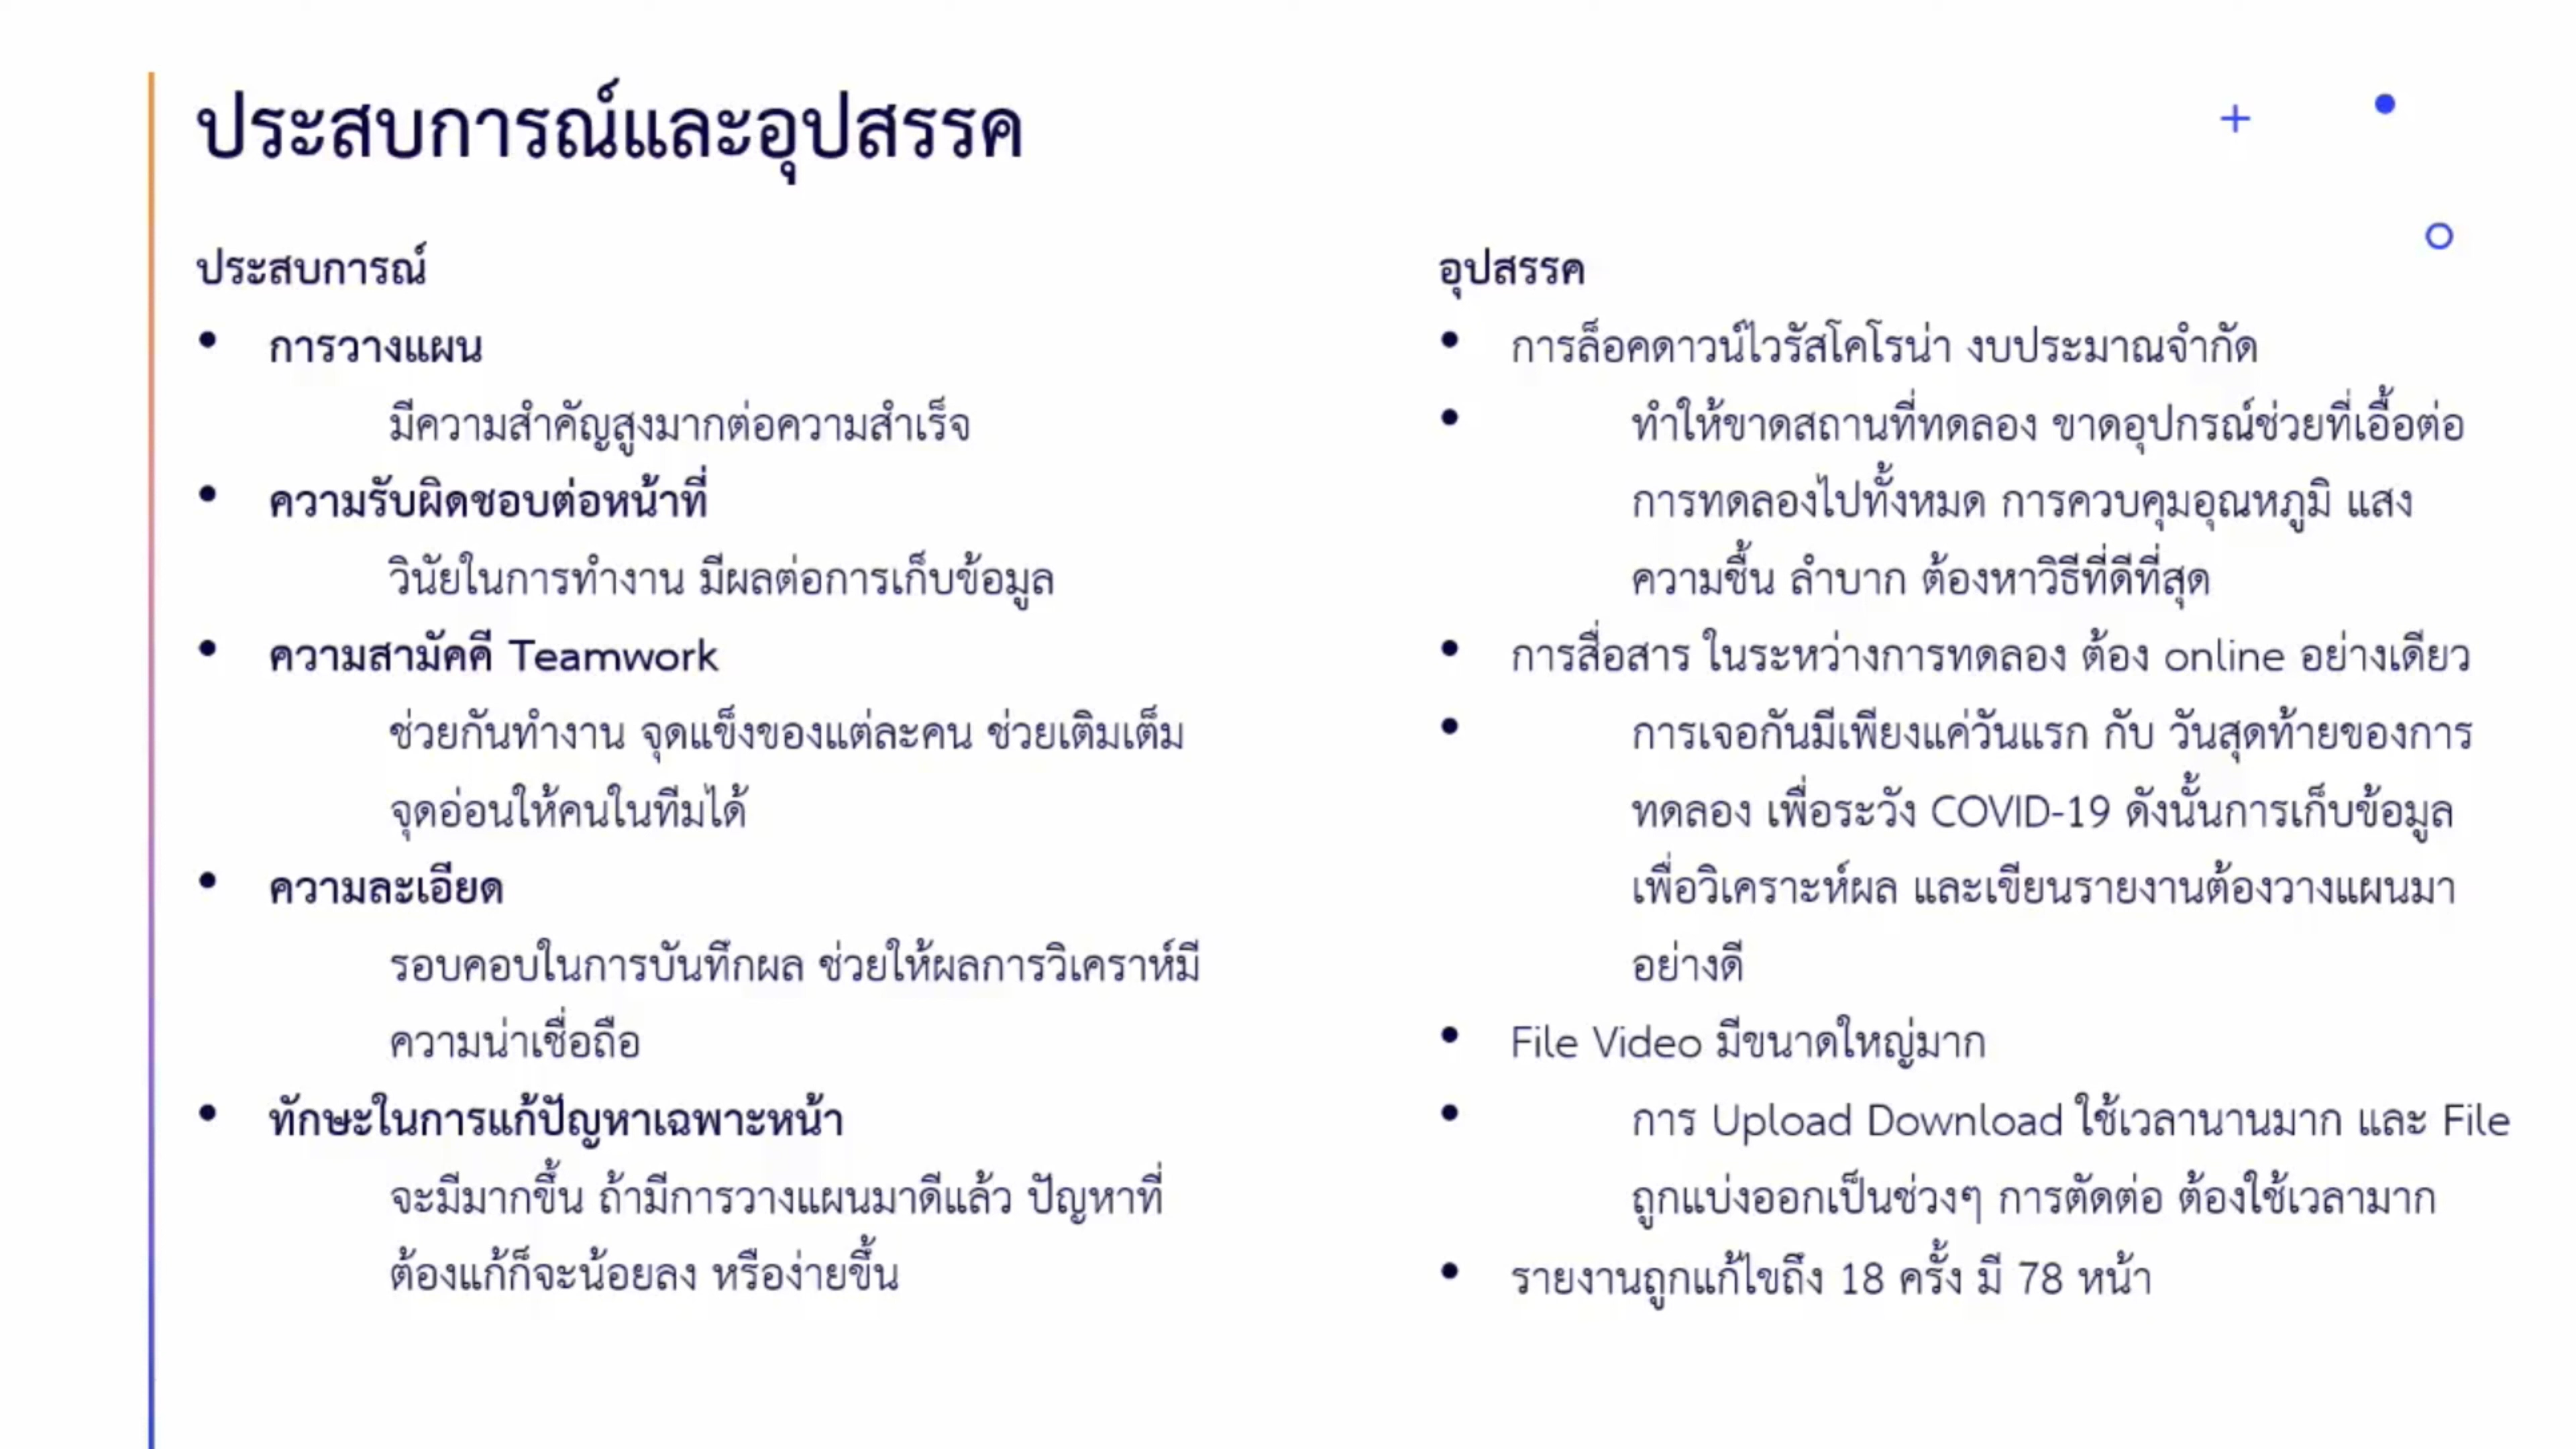 ประสบการณ์และอุปสรรค
ประสบการณ์
• การวางแผน
มีความสำคัญสูงมากต่อความสำเร็จ
• ความรับผิดชอบต่อหน้าที่
วินัยในการทำงาน มีผลต่อการเก็บข้อมูล
• ความสามัคคี Teamwork
ช่วยกันทำงาน จุดแข็งของแต่ละคน ช่วยเติมเต็ม
จุดอ่อนให้คนในทีมได้
• ความละเอียด
รอบคอบในการบันทึกผล ช่วยให้ผลการวิเคราห์มี
ความน่าเชื่อถือ
• ทักษะในการแก้ปัญหาเฉพาะหน้า
จะมีมากขึ้น ถ้ามีการวางแผนมาดีแล้ว ปัญหาที่
ต้องแก้ก็จะน้อยลง หรือง่ายขึ้น
อุปสรรค
• การล็อคดาวน์ไวรัสโคโรน่า งบประมาณจำกัด
• ทำให้ขาดสถานที่ทดลอง ขาดอุปกรณ์ช่วยที่เอื้อต่อ
การทดลองไปทั้งหมด การควบคุมอุณหภูมิ แสง
ความชื้น ลำบาก ต้องหาวิธีที่ดีที่สุด
• การสื่อสาร ในระหว่างการทดลอง ต้อง online อย่างเดียว
• การเจอกันมีเพียงแค่วันแรก กับ วันสุดท้ายของการ
ทดลอง เพื่อระวัง COVID-19 ดังนั้นการเก็บข้อมูล
เพื่อวิเคราะห์ผล และเขียนรายงานต้องวางแผนมา
อย่างดี
• File Video มีขนาดใหญ่มาก
• การ Upload Download ใช้เวลานานมาก และ File
ถูกแบ่งออกเป็นช่วงๆ การตัดต่อ ต้องใช้เวลามาก
• รายงานถูกแก้ไขถึง 18 ครั้ง มี 78 หน้า